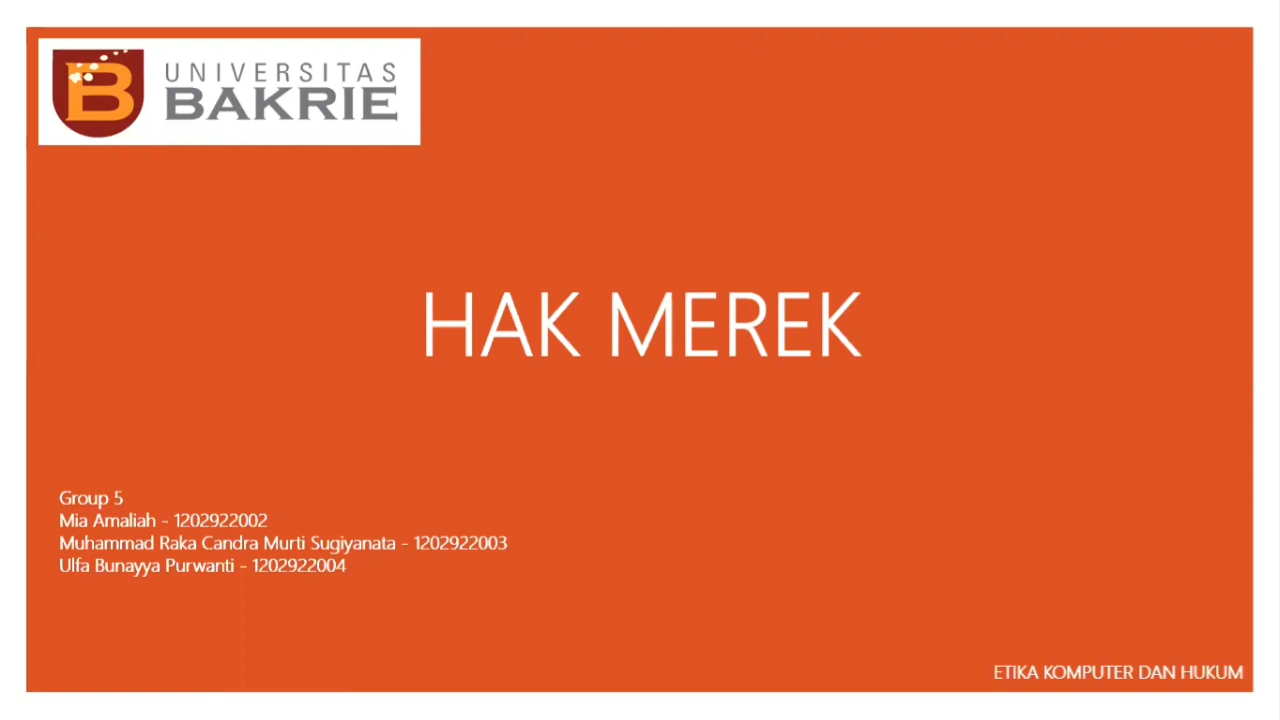 UNIVERSITAS
BAKRIE
HAK MEREK
Group 5
Mia Amaliah - 1202922002
Muhammad Raka Candra Murti Sugiyanata - 1202922003
Ulfa Bunayya Purwanti - 1202922004
ETIKA KOMPUTER DAN HUKUM